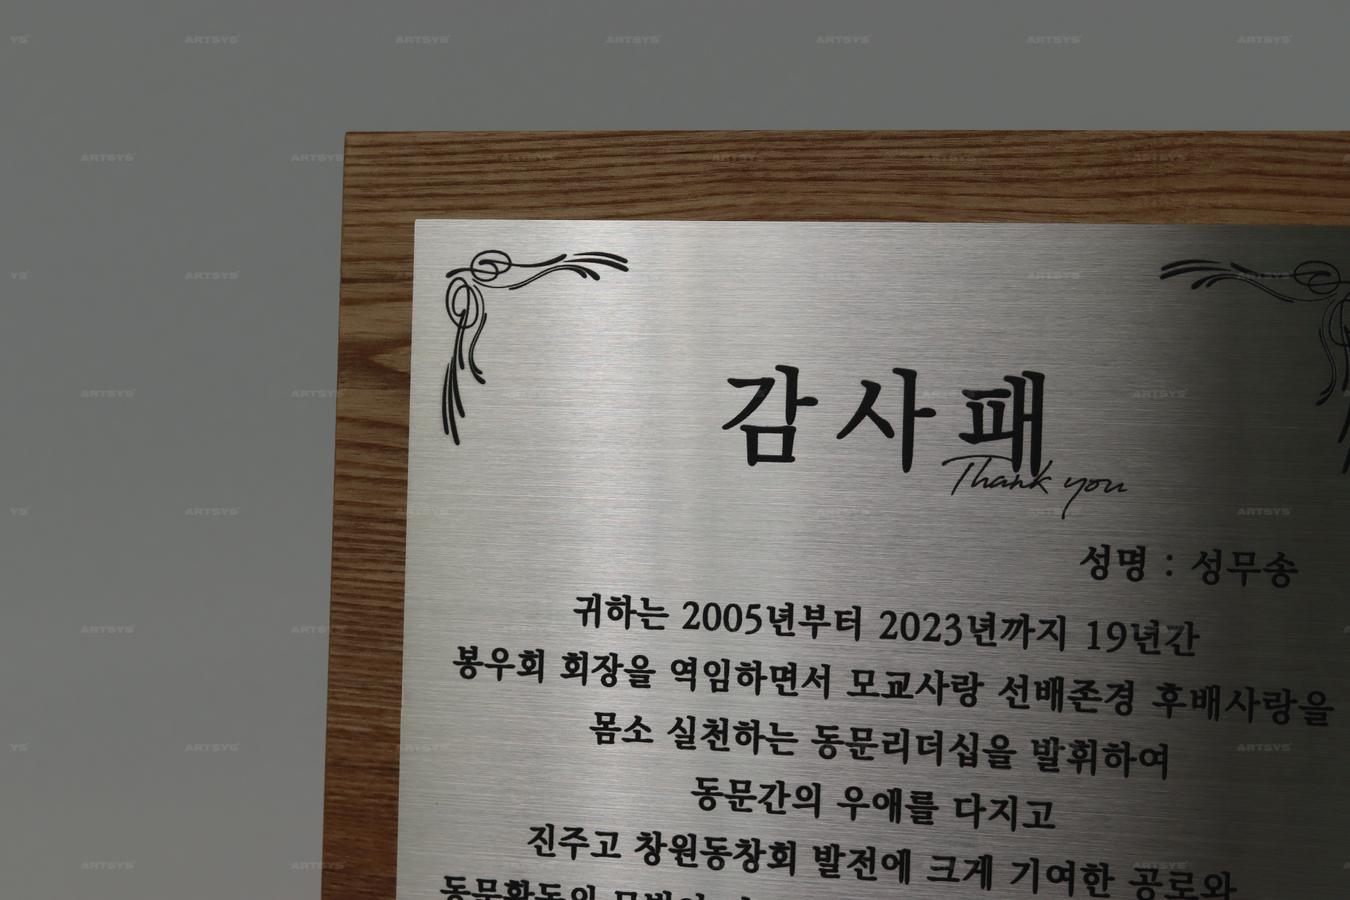 감사패
Thank you
성명 : 성무송
귀하는 2005년부터 2023년까지 19년간
봉우회 회장을 역임하면서 모교사랑 선배존경 후배사랑을
몸소 실천하는 동문리더십을 발휘하여
동문간의 우애를 다지고
진주고 창원동창회 발전에 크게 기여한 공로와
ARTSYS